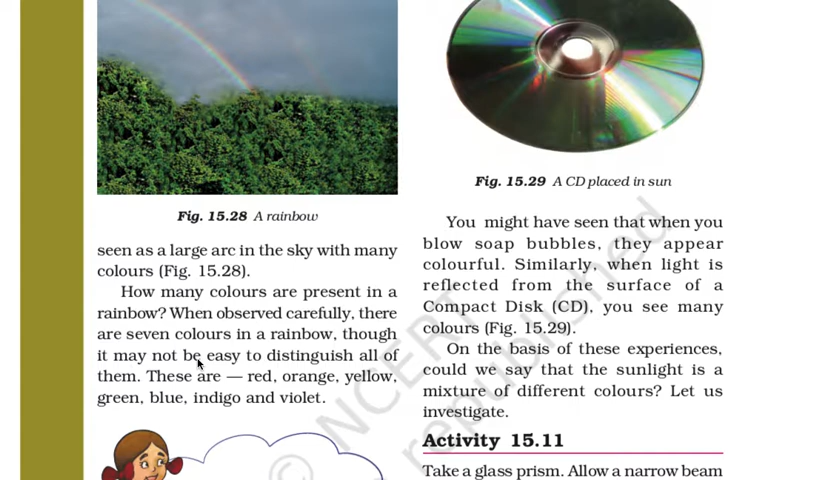 Fig. 15.28 A rainbow
seen as a large arc in the sky with many
colours (Fig. 15.28).
How many colours are present in a
rainbow? When observed carefully, there
are seven colours in a rainbow, though
it may not be easy to distinguish all of
them. These are — red, orange, yellow,
green, blue, indigo and violet.
Fig. 15.29 A CD placed in sun
You might have seen that when you
blow soap bubbles, they appear
colourful. Similarly, when light is
reflected from the surface of a
Compact Disk (CD), you see many
colours (Fig. 15.29).
On the basis of these experiences,
could we say that the sunlight is a
mixture of different colours? Let us
investigate.
Activity 15.11
Take a glass prism. Allow a narrow beam
© NCERT
republished